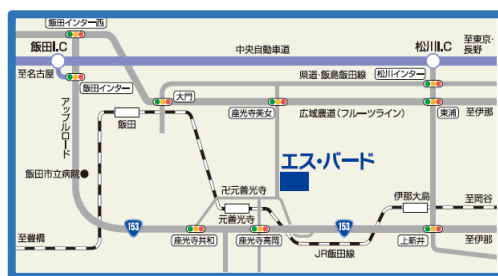 飯田インター西
飯田I.C
中央自動車道
松川I.C
至東京・
長野
至名古屋
飯田インター
県道・飯島飯田線
松川インター
大門
座光寺美女
広域農道(フルーツライン)
東浦
至伊那
アップルロード
飯田
飯田市立病院
卍元善光寺
エス・バード
元善光寺
伊那大島
至岡谷
153
153
至豊橋
座光寺共和
座光寺高岡
JR飯田線
上新井
至伊那